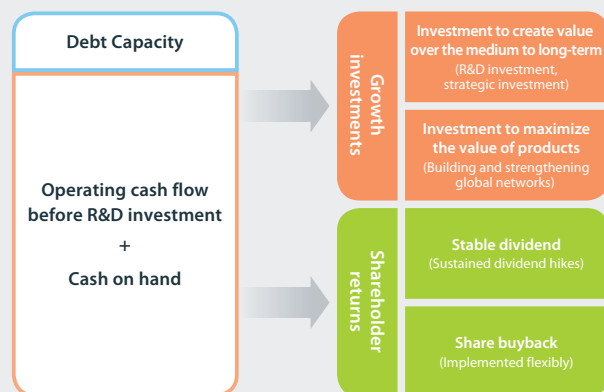 Debt Capacity
Operating cash flow
before R&D investment
+
Cash on hand
Growth
investments
Investment to create value
over the medium to long-term
(R&D investment,
strategic investment)
Investment to maximize
the value of products
(Building and strengthening
global networks)
Shareholder
returns
Stable dividend
(Sustained dividend hikes)
Share buyback
(Implemented flexibly)